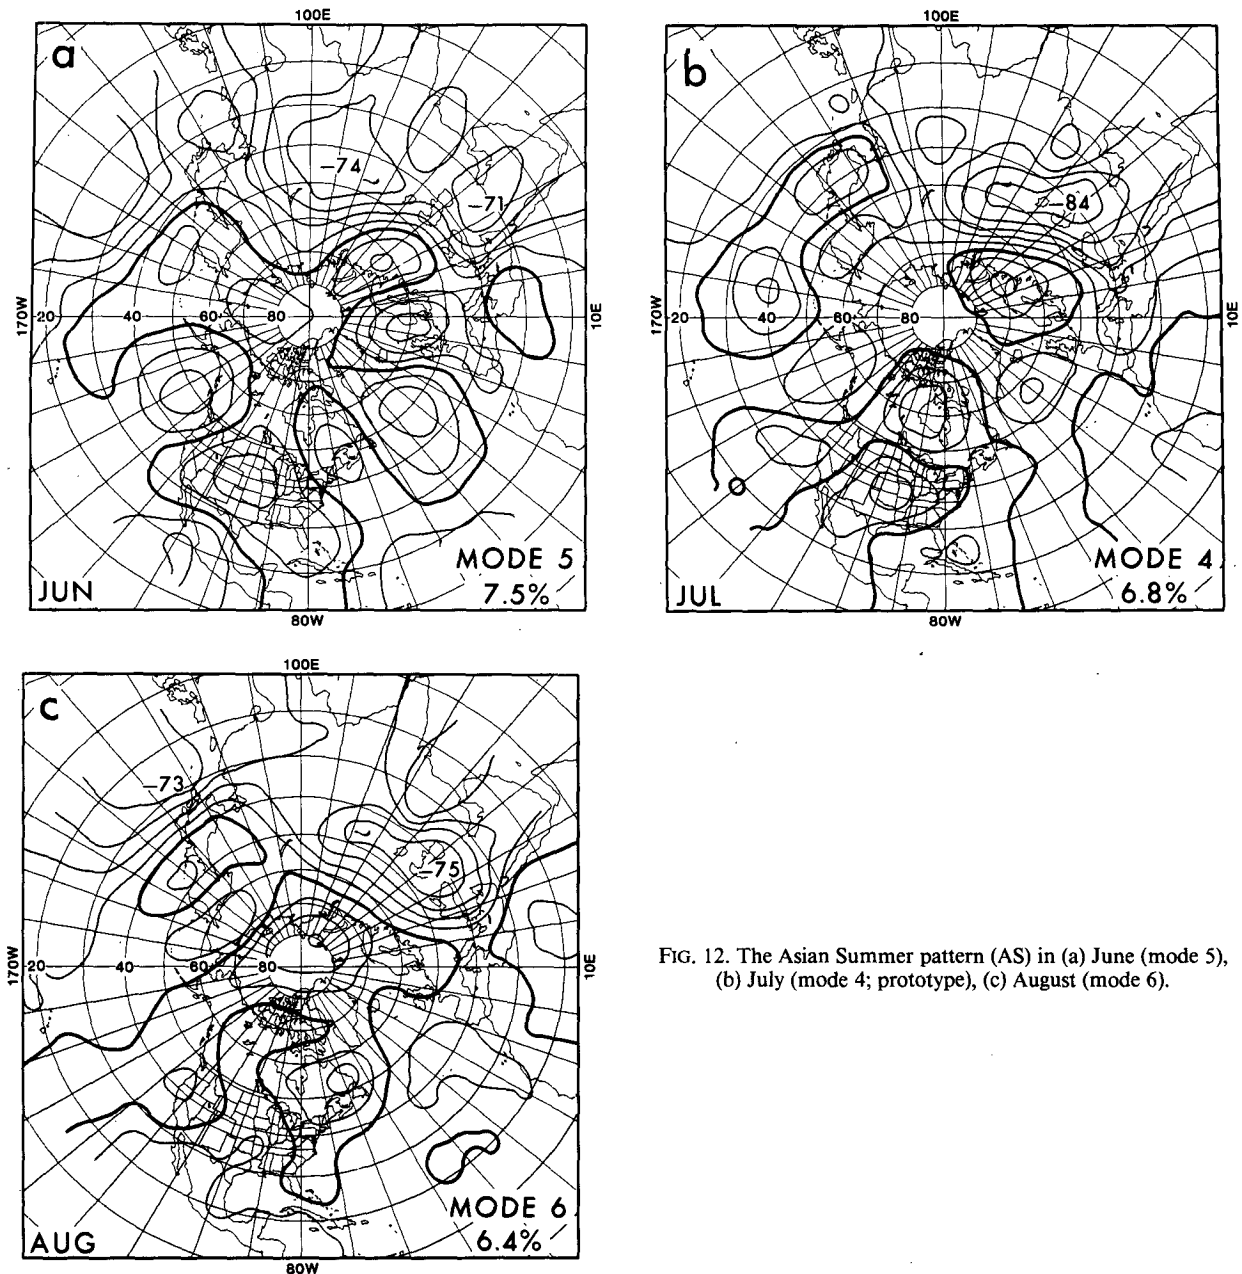 100E
a
-74
-71
170W
20
40
60
80
10E
JUN
MODE 5
7.5%
80W
100E
b
-84
170W
20
40
60
80
10E
JUL
MODE 4
6.8%
80W
100E
c
-73
-75
170W
20
40
60
80
10E
AUG
MODE 6
6.4%
80W
FIG. 12. The Asian Summer pattern (AS) in (a) June (mode 5),
(b) July (mode 4; prototype), (c) August (mode 6).